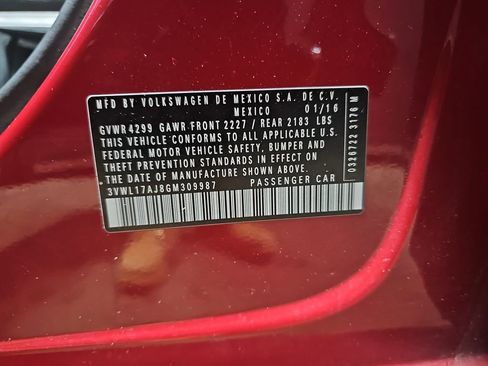 MFD BY VOLKSWAGEN DE MEXICO S.A. DE C.V.
MEXICO 01/16
GVWR 4299 GAWR FRONT 2227 / REAR 2183 LBS
THIS VEHICLE CONFORMS TO ALL APPLICABLE U.S.
FEDERAL MOTOR VEHICLE SAFETY, BUMPER AND
THEFT PREVENTION STANDARDS IN EFFECT ON
THE DATE OF MANUFACTURE SHOWN ABOVE.
3VWL17AJ8GM309987 PASSENGER CAR
0326722 3176 M